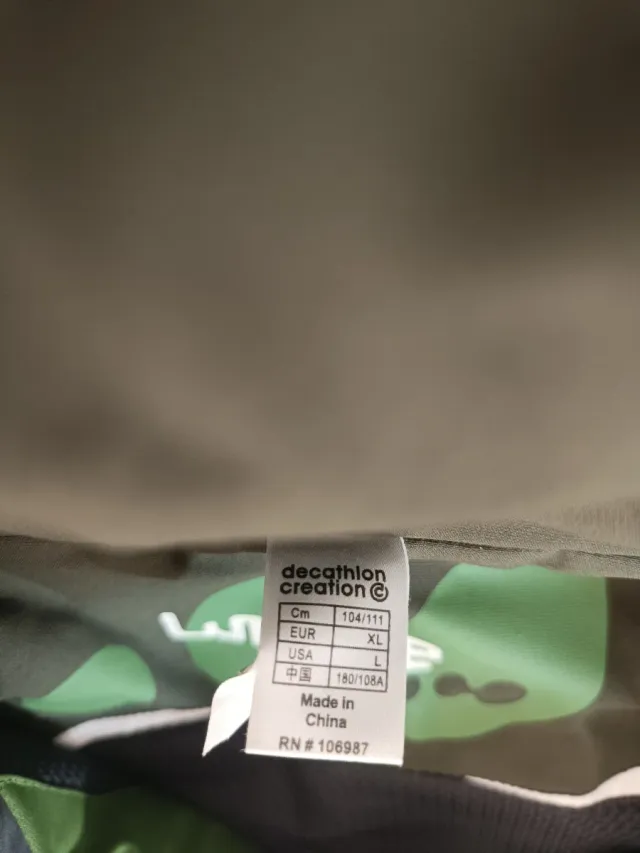 decathlon
creation
Cm 104/111
EUR XL
USA L
中国 180/108A
Made in
China
RN # 106987